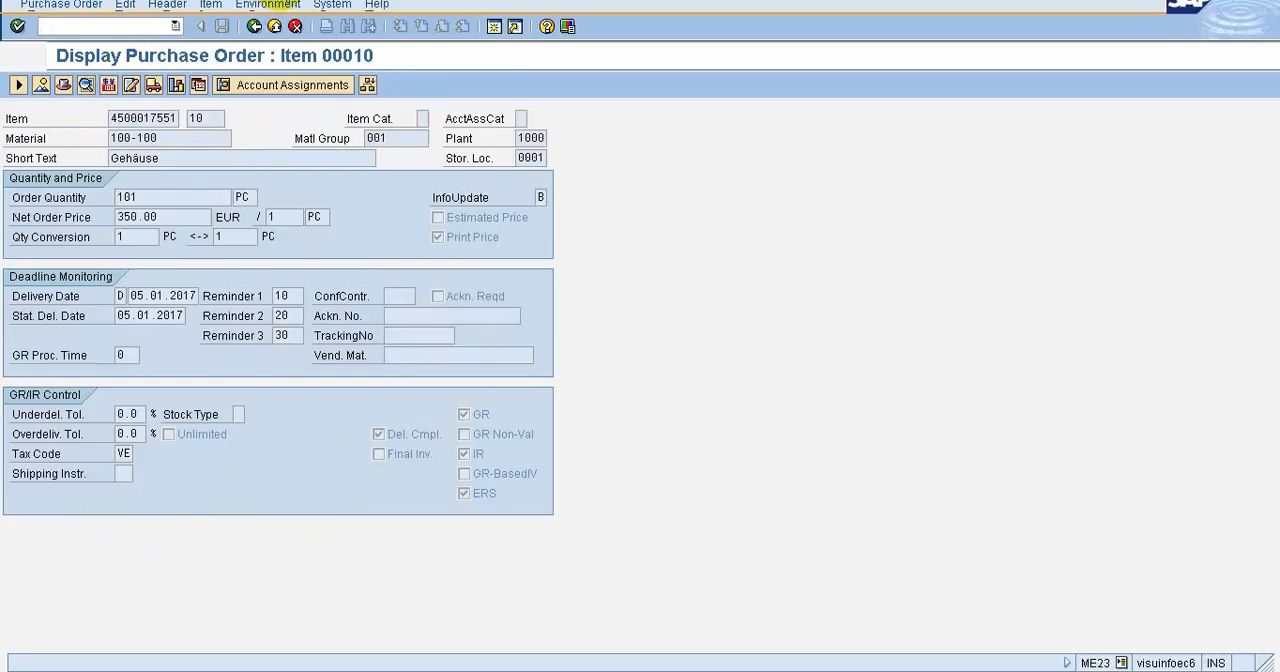 Purchase Order Edit Header Item Environment System Help
SAP
Display Purchase Order : Item 00010
Account Assignments
Item 4500017551 10 Item Cat. AcctAssCat
Material 100-100 Matl Group 001 Plant 1000
Short Text Gehäuse Stor. Loc. 0001
Quantity and Price
Order Quantity 101 PC InfoUpdate B
Net Order Price 350.00 EUR / 1 PC Estimated Price
Qty Conversion 1 PC <-> 1 PC Print Price
Deadline Monitoring
Delivery Date D 05.01.2017 Reminder 1 10 ConfContr. Ackn. Reqd
Stat. Del. Date 05.01.2017 Reminder 2 20 Ackn. No.
Reminder 3 30 TrackingNo
GR Proc. Time 0 Vend. Mat.
GR/IR Control
Underdel. Tol. 0.0 % Stock Type GR
Overdeliv. Tol. 0.0 % Unlimited Del. Cmpl. GR Non-Val
Tax Code VE Final Inv. IR
Shipping Instr. GR-BasedIV
ERS
ME23 visuinfoec6 INS